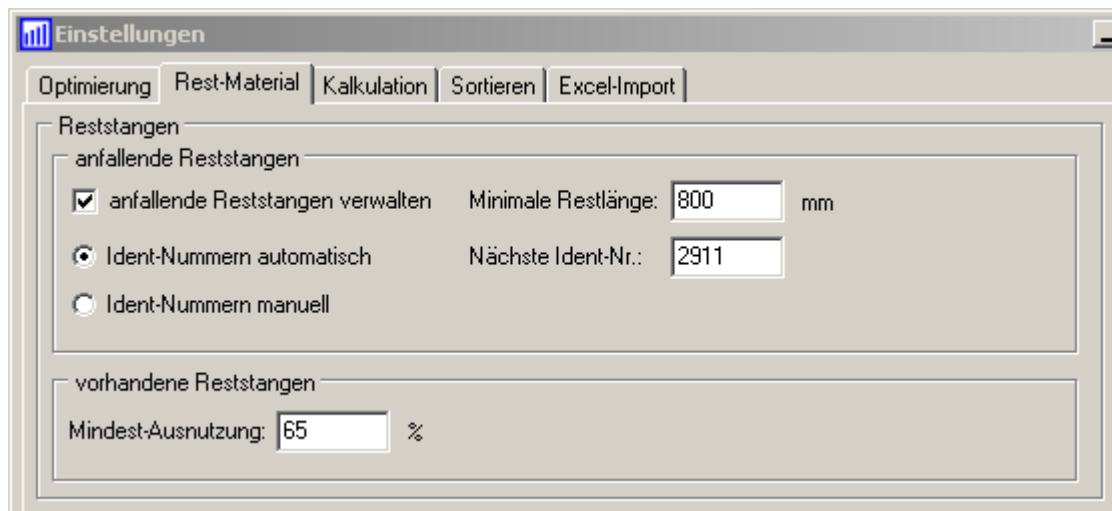 Einstellungen
Optimierung Rest-Material Kalkulation Sortieren Excel-Import
Reststangen
anfallende Reststangen
anfallende Reststangen verwalten Minimale Restlänge: 800 mm
Ident-Nummern automatisch Nächste Ident-Nr.: 2911
Ident-Nummern manuell
vorhandene Reststangen
Mindest-Ausnutzung: 65 %